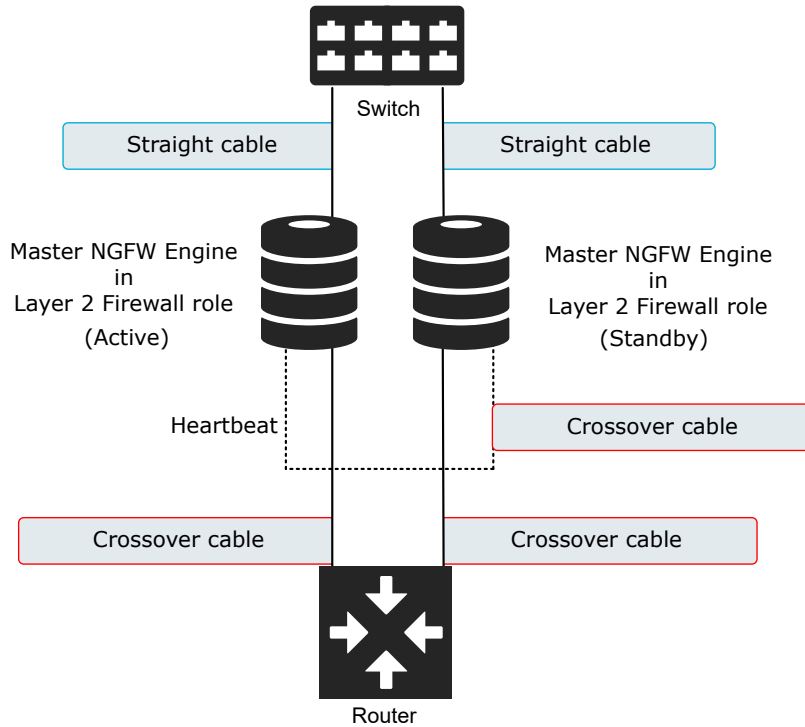 Switch
Straight cable
Straight cable
Master NGFW Engine
in
Layer 2 Firewall role
(Active)
Master NGFW Engine
in
Layer 2 Firewall role
(Standby)
Heartbeat
Crossover cable
Crossover cable
Crossover cable
Router